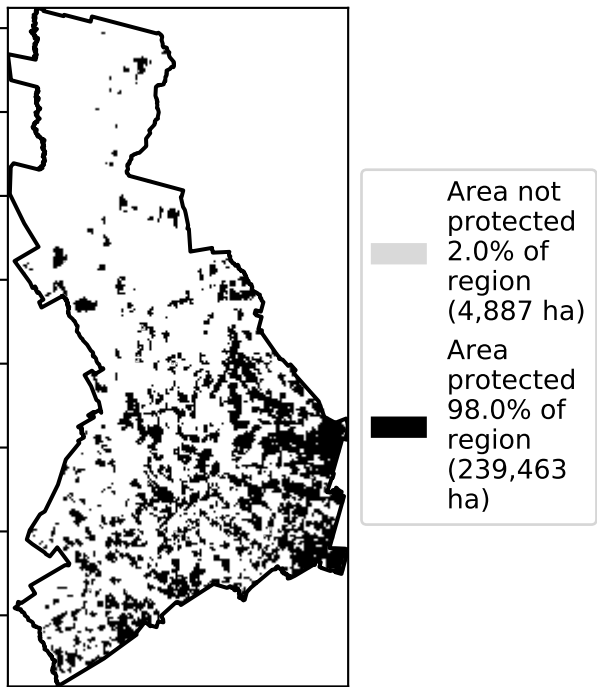 Area not
protected
2.0% of
region
(4,887 ha)
Area
protected
98.0% of
region
(239,463
ha)